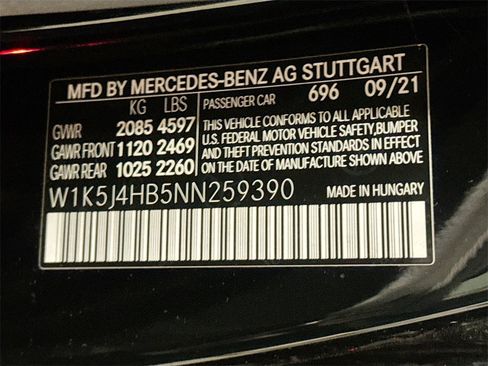 MFD BY MERCEDES-BENZ AG STUTTGART
KG LBS PASSENGER CAR 696 09/21
GVWR 2085 4597
GAWR FRONT 1120 2469
GAWR REAR 1025 2260
THIS VEHICLE CONFORMS TO ALL APPLICABLE
U.S. FEDERAL MOTOR VEHICLE SAFETY, BUMPER
AND THEFT PREVENTION STANDARDS IN EFFECT
ON THE DATE OF MANUFACTURE SHOWN ABOVE.
W1K5J4HB5NN259390 MADE IN HUNGARY